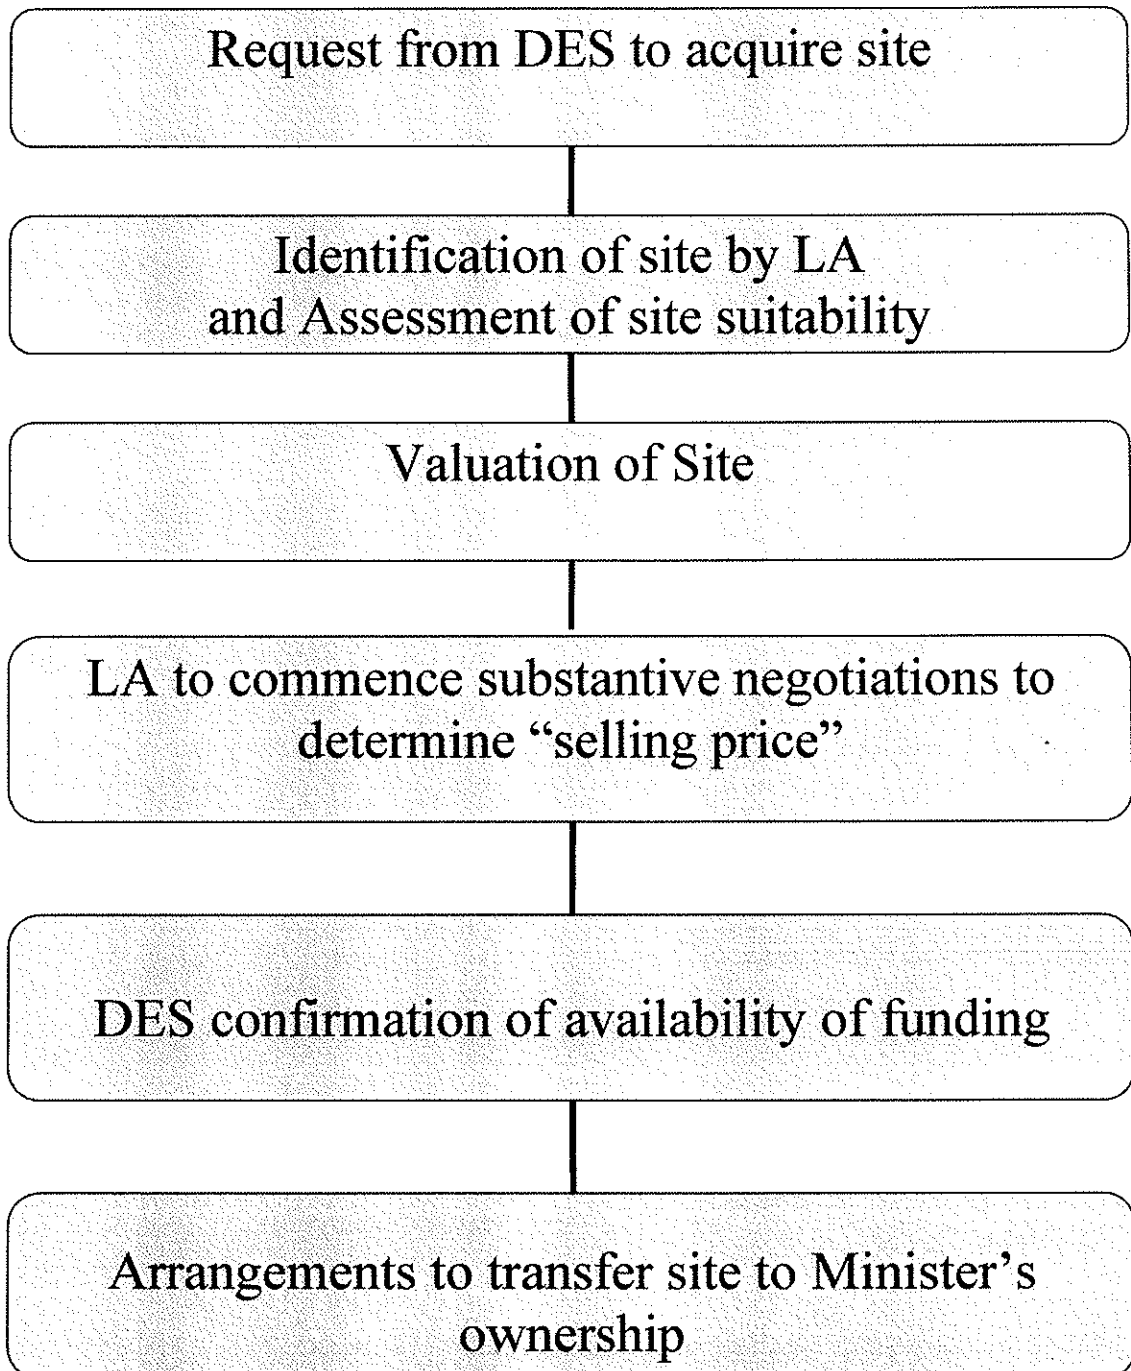 Request from DES to acquire site
Identification of site by LA
and Assessment of site suitability
Valuation of Site
LA to commence substantive negotiations to
determine “selling price”
DES confirmation of availability of funding
Arrangements to transfer site to Minister’s
ownership